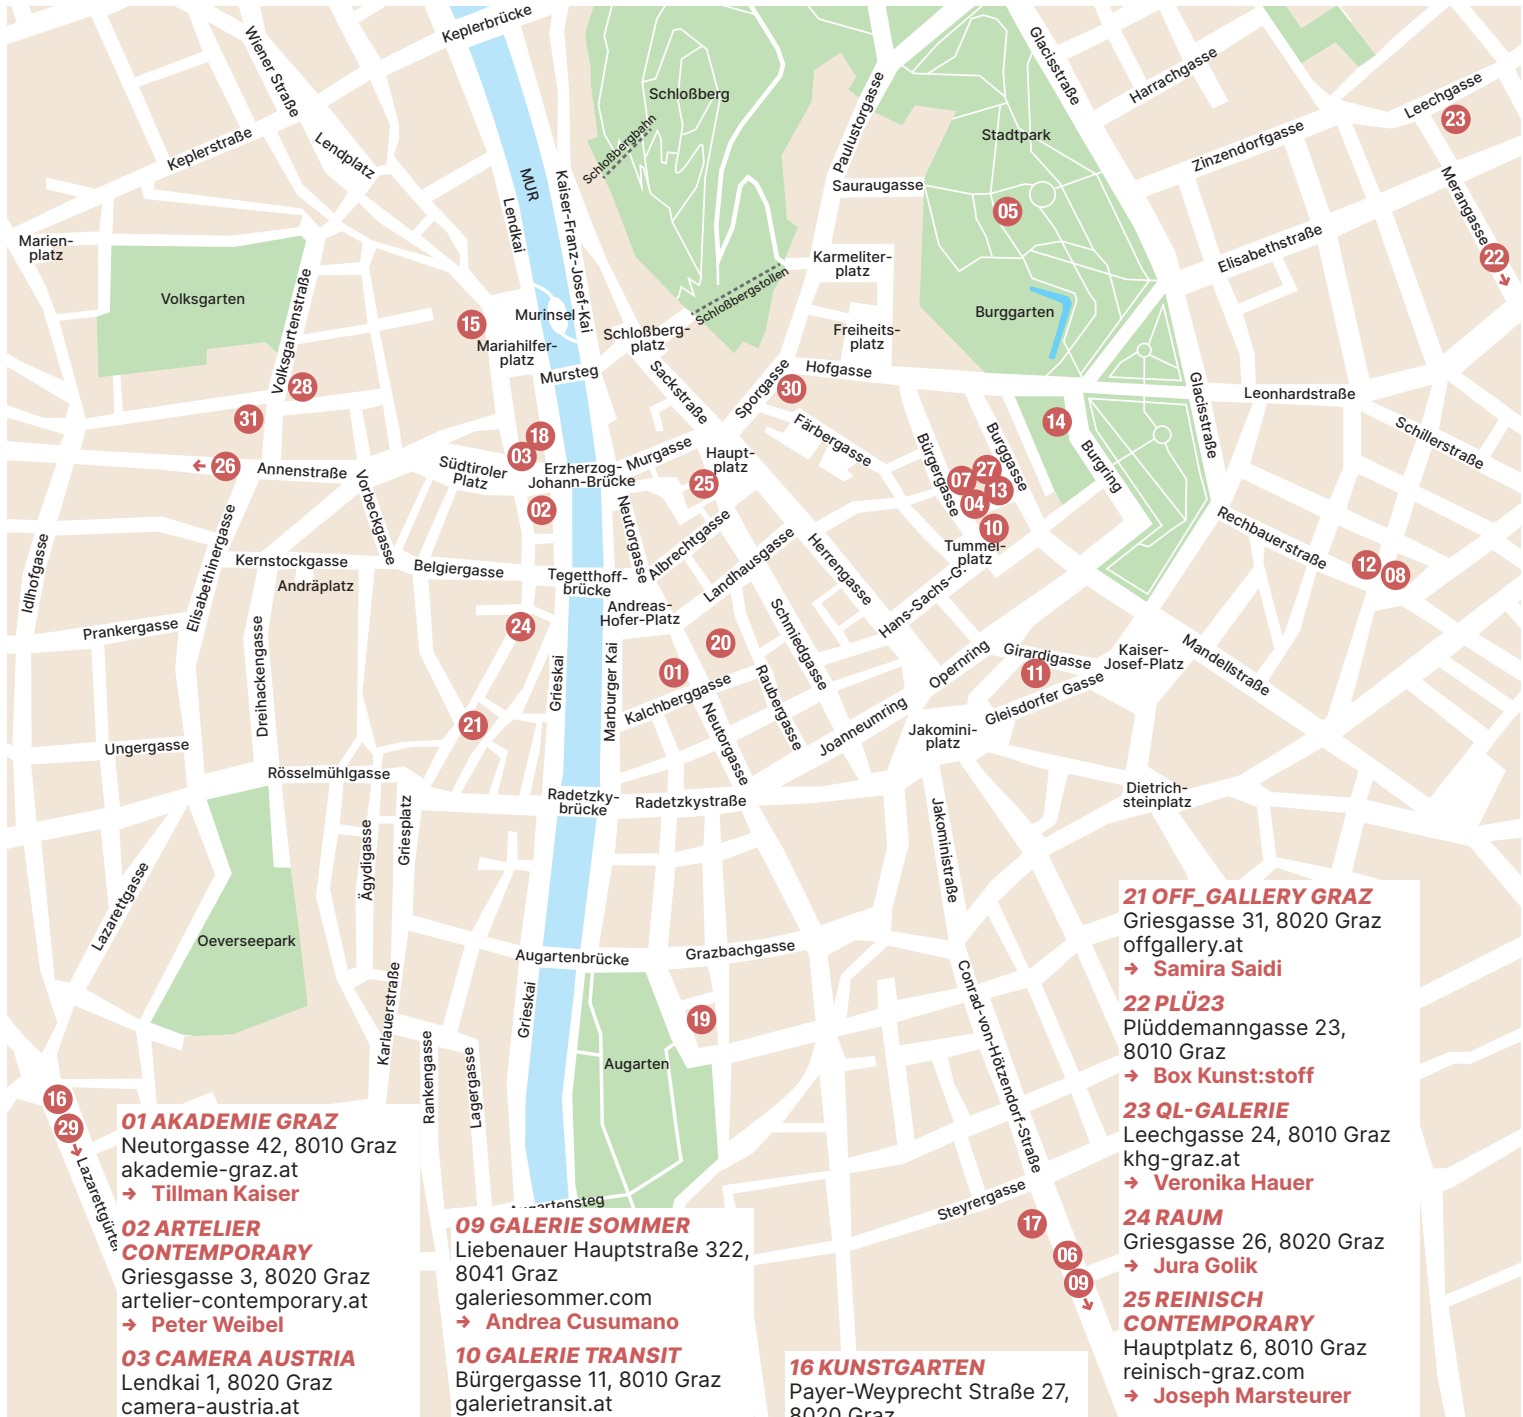 Keplerbrücke
Wiener Straße
Glacisstraße
Harrachgasse
Schloßberg
Leechgasse
23
Paulustorgasse
Schloßbergbahn
Stadtpark
Keplerstraße
Lendplatz
Zinzendorfgasse
MUR
Kaiser-Franz-Josef-Kai
Sauraugasse
Merangasse
Lendkai
05
Marien-
platz
Elisabethstraße
22
Karmeliter-
platz
Schloßbergstollen
Volksgarten
Volksgartenstraße
Murinsel
Burggarten
15
Schloßberg-
platz
Freiheits-
platz
Mariahilfer-
platz
Mursteg
Hofgasse
Sackstraße
Sporgasse
30
28
Glacisstraße
Leonhardstraße
31
18
03
Färbergasse
14
Burggasse
Bürgergasse
Burgring
Schillerstraße
26
Annenstraße
Südtiroler
Platz
Erzherzog-
Johann-Brücke
Murgasse
Haupt-
platz
25
27
07
13
04
10
Vorbeckgasse
02
Neutorgasse
Albrechtgasse
Tummel-
platz
Rechbauerstraße
Elisabethinergasse
Idlhofgasse
Kernstockgasse
Andräplatz
Belgiergasse
Tegetthoff-
brücke
Landhausgasse
Herrengasse
12
08
Hans-Sachs-G.
Andreas-
Hofer-Platz
Prankergasse
24
Dreihackengasse
20
Schmiedgasse
01
Opernring
Girardigasse
11
Kaiser-
Josef-Platz
Mandellstraße
Grieskai
Marburger Kai
Kalchberggasse
Raubergasse
Gleisdorfer Gasse
Neutorgasse
Joanneumring
Jakomini-
platz
21
Ungergasse
Rösselmühlgasse
Radetzky-
brücke
Radetzkystraße
Dietrich-
steinplatz
Griesplatz
Ägydigasse
Jakoministraße
Lazarettgasse
Oeverseepark
Augartenbrücke
Grazbachgasse
Karlauerstraße
Grieskai
Conrad-von-Hötzendorf-Straße
19
Rankengasse
Lagergasse
Augarten
16
29
Lazarettgürtel
Augartensteg
Steyrergasse
17
06
09
01 AKADEMIE GRAZ
Neutorgasse 42, 8010 Graz
akademie-graz.at
→ Tillman Kaiser
02 ARTELIER
CONTEMPORARY
Griesgasse 3, 8020 Graz
artelier-contemporary.at
→ Peter Weibel
03 CAMERA AUSTRIA
Lendkai 1, 8020 Graz
camera-austria.at
09 GALERIE SOMMER
Liebenauer Hauptstraße 322,
8041 Graz
galeriesommer.com
→ Andrea Cusumano
10 GALERIE TRANSIT
Bürgergasse 11, 8010 Graz
galerietransit.at
16 KUNSTGARTEN
Payer-Weyprecht Straße 27,
8020 Graz
21 OFF_GALLERY GRAZ
Griesgasse 31, 8020 Graz
offgallery.at
→ Samira Saidi
22 PLÜ23
Plüddemanngasse 23,
8010 Graz
→ Box Kunst:stoff
23 QL-GALERIE
Leechgasse 24, 8010 Graz
khg-graz.at
→ Veronika Hauer
24 RAUM
Griesgasse 26, 8020 Graz
→ Jura Golik
25 REINISCH
CONTEMPORARY
Hauptplatz 6, 8010 Graz
reinisch-graz.com
→ Joseph Marsteurer